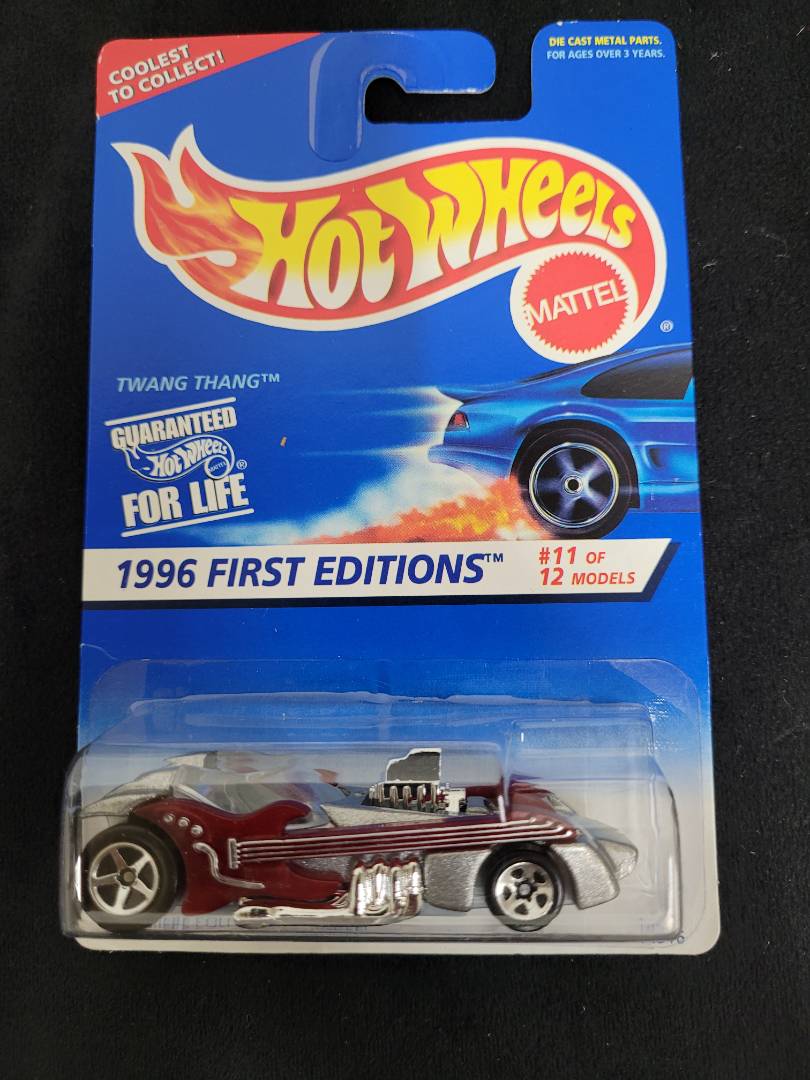 COOLEST
TO COLLECT!
DIE CAST METAL PARTS.
FOR AGES OVER 3 YEARS.
HOT WHEELS
MATTEL
®
TWANG THANG™
GUARANTEED
HOT WHEELS
MATTEL
®
FOR LIFE
1996 FIRST EDITIONS™
#11 OF
12 MODELS